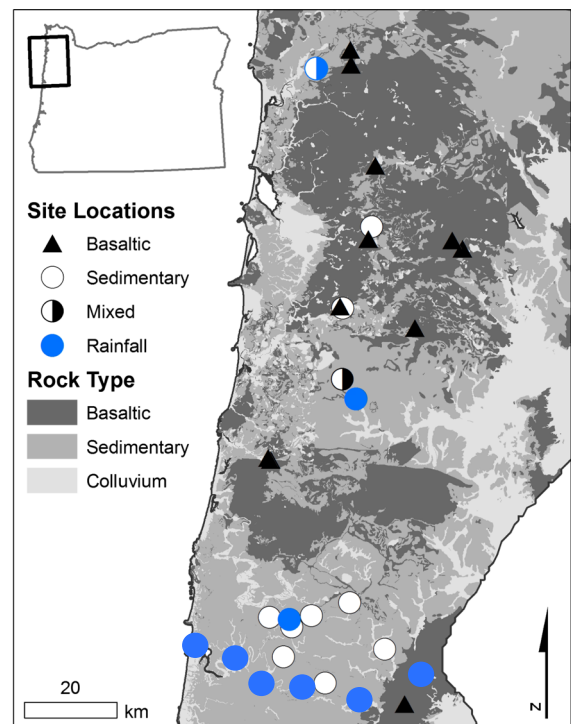 Site Locations
Basaltic
Sedimentary
Mixed
Rainfall
Rock Type
Basaltic
Sedimentary
Colluvium
20
km
N